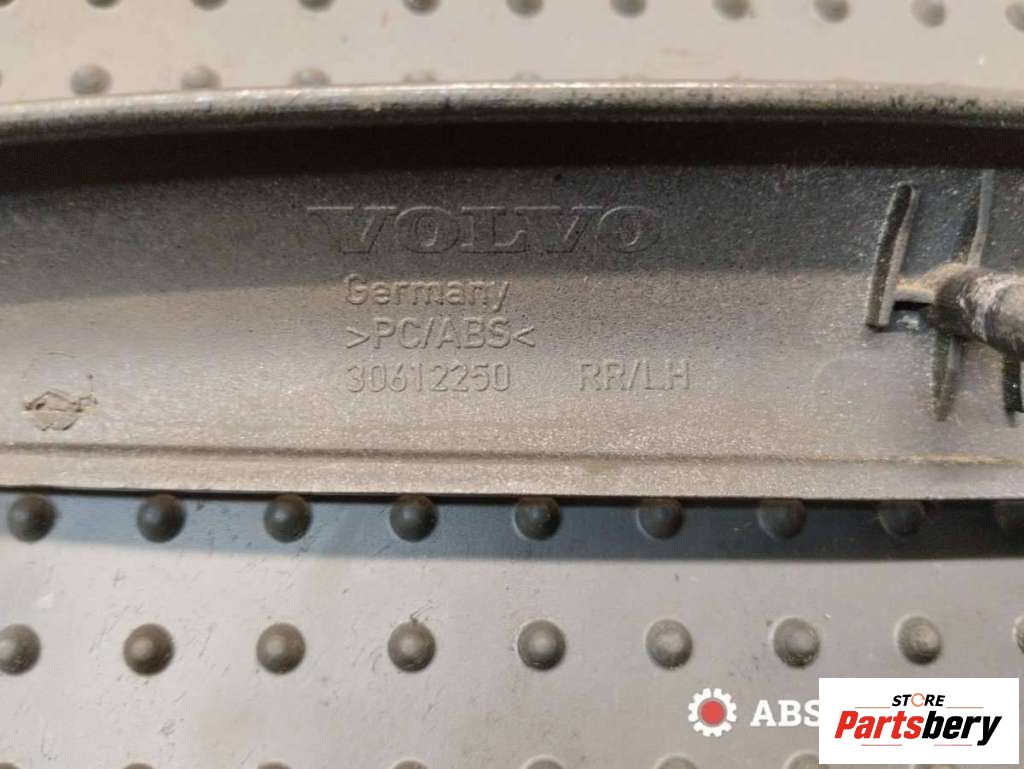 VOLVO
Germany
>PC/ABS<
30612250 RR/LH
ABS
STORE
Partsbery